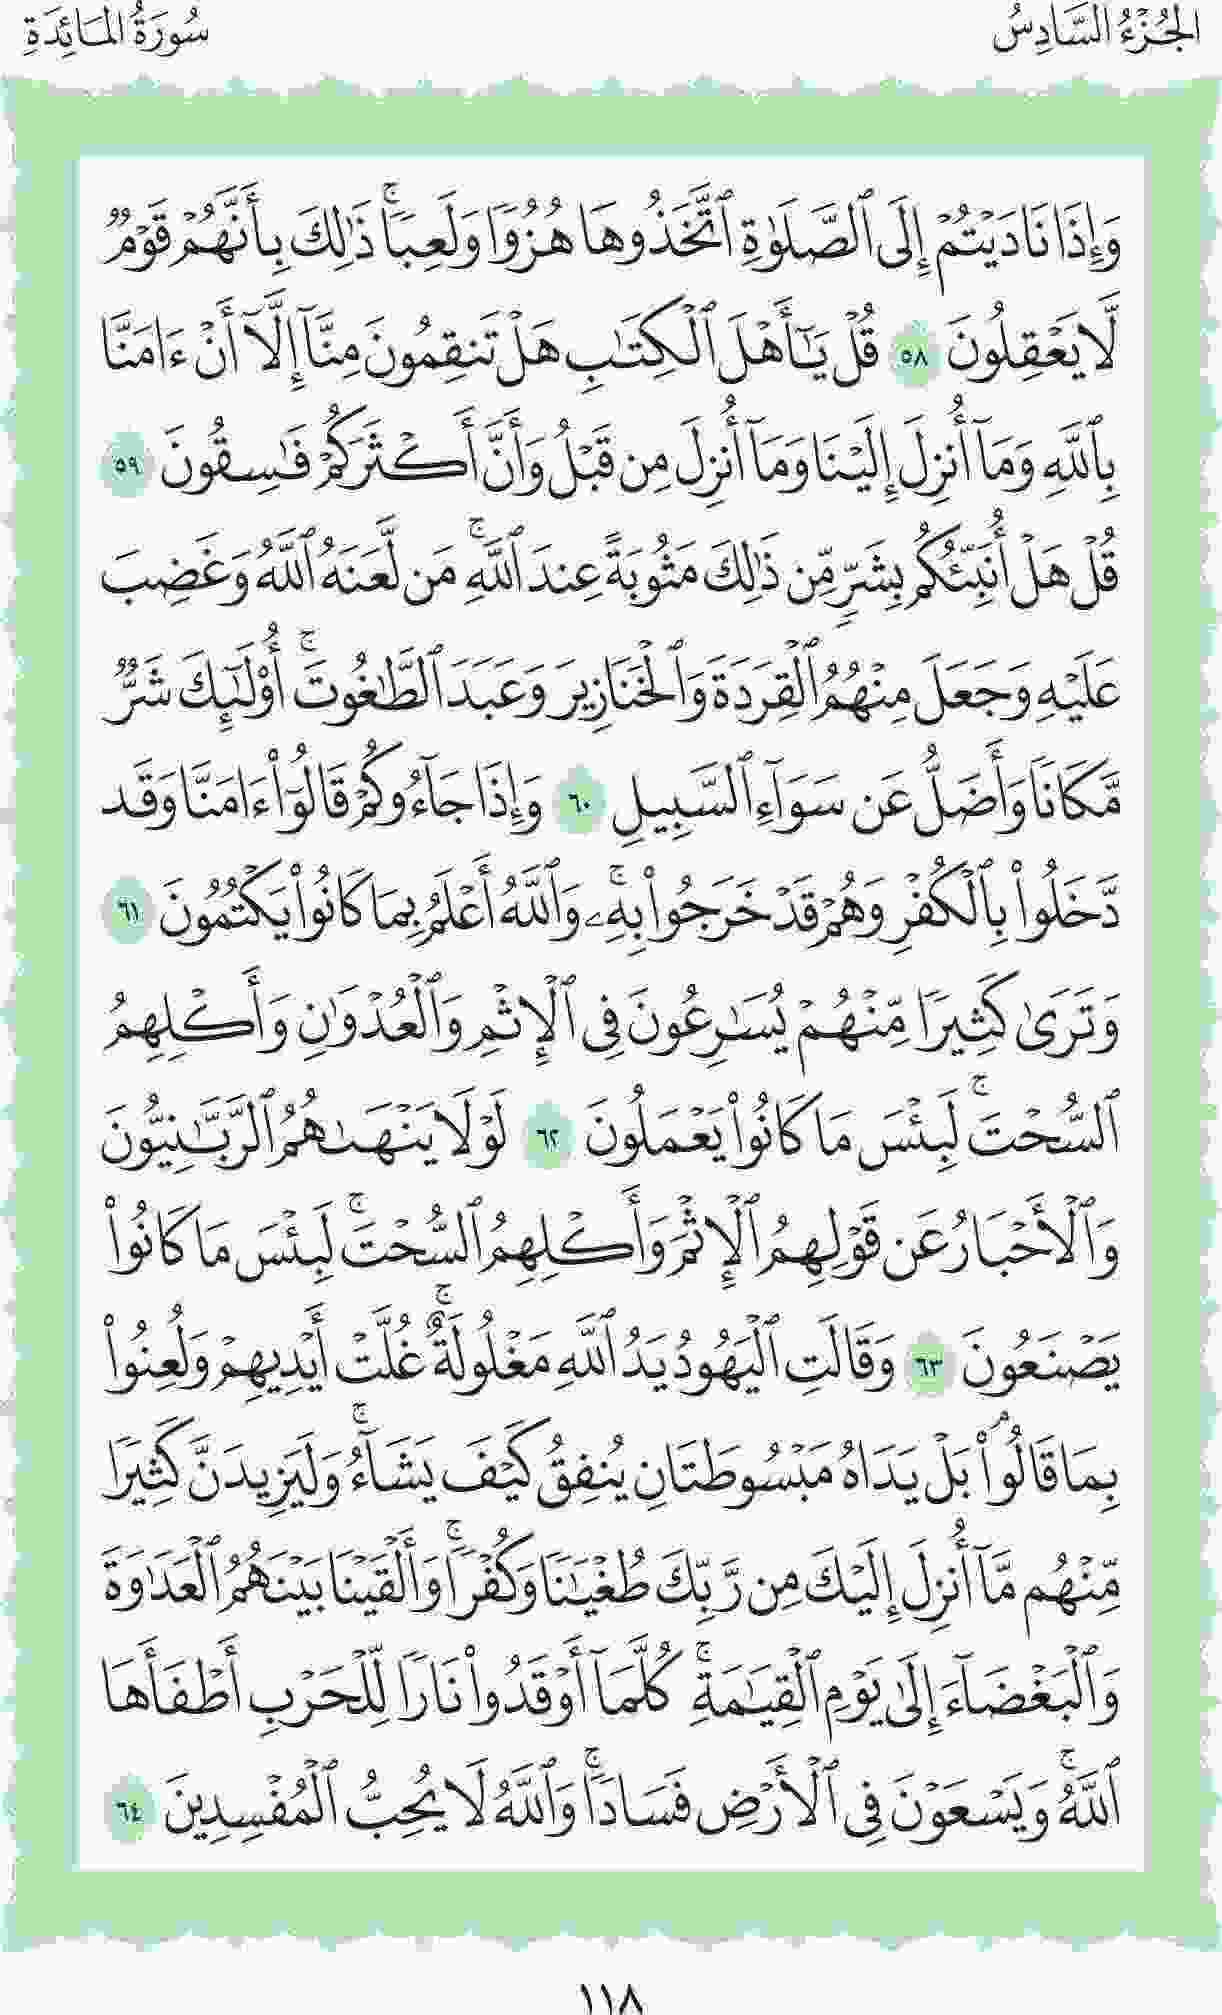 الجُزْءُ السَّادِسُ
سُورَةُ المَائِدَةِ
وَإِذَا نَادَيۡتُمۡ إِلَى ٱلصَّلَوٰةِ ٱتَّخَذُوهَا هُزُوٗا وَلَعِبٗاۚ ذَٰلِكَ بِأَنَّهُمۡ قَوۡمٞ
لَّا يَعۡقِلُونَ ٥٨ قُلۡ يَٰٓأَهۡلَ ٱلۡكِتَٰبِ هَلۡ تَنقِمُونَ مِنَّآ إِلَّآ أَنۡ ءَامَنَّا
بِٱللَّهِ وَمَآ أُنزِلَ إِلَيۡنَا وَمَآ أُنزِلَ مِن قَبۡلُ وَأَنَّ أَكۡثَرَكُمۡ فَٰسِقُونَ ٥٩
قُلۡ هَلۡ أُنَبِّئُكُم بِشَرّٖ مِّن ذَٰلِكَ مَثُوبَةً عِندَ ٱللَّهِۚ مَن لَّعَنَهُ ٱللَّهُ وَغَضِبَ
عَلَيۡهِ وَجَعَلَ مِنۡهُمُ ٱلۡقِرَدَةَ وَٱلۡخَنَازِيرَ وَعَبَدَ ٱلطَّٰغُوتَۚ أُوْلَٰٓئِكَ شَرّٞ
مَّكَانٗا وَأَضَلُّ عَن سَوَآءِ ٱلسَّبِيلِ ٦٠ وَإِذَا جَآءُوكُمۡ قَالُوٓاْ ءَامَنَّا وَقَد
دَّخَلُواْ بِٱلۡكُفۡرِ وَهُمۡ قَدۡ خَرَجُواْ بِهِۦۚ وَٱللَّهُ أَعۡلَمُ بِمَا كَانُواْ يَكۡتُمُونَ ٦١
وَتَرَىٰ كَثِيرٗا مِّنۡهُمۡ يُسَٰرِعُونَ فِي ٱلۡإِثۡمِ وَٱلۡعُدۡوَٰنِ وَأَكۡلِهِمُ
ٱلسُّحۡتَۚ لَبِئۡسَ مَا كَانُواْ يَعۡمَلُونَ ٦٢ لَوۡلَا يَنۡهَىٰهُمُ ٱلرَّبَّٰنِيُّونَ
وَٱلۡأَحۡبَارُ عَن قَوۡلِهِمُ ٱلۡإِثۡمَ وَأَكۡلِهِمُ ٱلسُّحۡتَۚ لَبِئۡسَ مَا كَانُواْ
يَصۡنَعُونَ ٦٣ وَقَالَتِ ٱلۡيَهُودُ يَدُ ٱللَّهِ مَغۡلُولَةٌۚ غُلَّتۡ أَيۡدِيهِمۡ وَلُعِنُواْ
بِمَا قَالُواْۘ بَلۡ يَدَاهُ مَبۡسُوطَتَانِ يُنفِقُ كَيۡفَ يَشَآءُۚ وَلَيَزِيدَنَّ كَثِيرٗا
مِّنۡهُم مَّآ أُنزِلَ إِلَيۡكَ مِن رَّبِّكَ طُغۡيَٰنٗا وَكُفۡرٗاۚ وَأَلۡقَيۡنَا بَيۡنَهُمُ ٱلۡعَدَٰوَةَ
وَٱلۡبَغۡضَآءَ إِلَىٰ يَوۡمِ ٱلۡقِيَٰمَةِۚ كُلَّمَآ أَوۡقَدُواْ نَارٗا لِّلۡحَرۡبِ أَطۡفَأَهَا
ٱللَّهُۚ وَيَسۡعَوۡنَ فِي ٱلۡأَرۡضِ فَسَادٗاۚ وَٱللَّهُ لَا يُحِبُّ ٱلۡمُفۡسِدِينَ ٦٤
١١٨